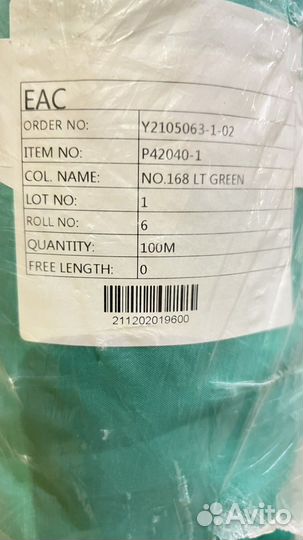 EAC
ORDER NO: Y2105063-1-02
ITEM NO: P42040-1
COL. NAME: NO.168 LT GREEN
LOT NO: 1
ROLL NO: 6
QUANTITY: 100M
FREE LENGTH: 0
211202019600
Avito